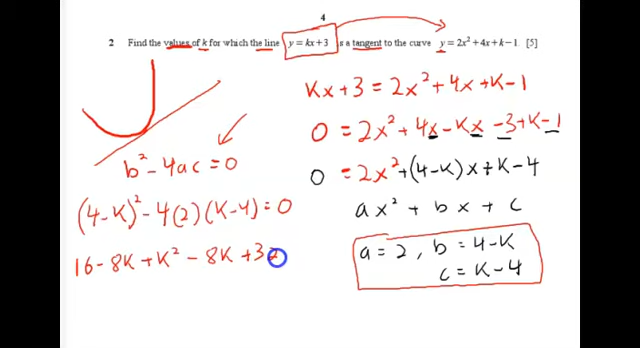 4
2 Find the values of k for which the line y = kx + 3 is a tangent to the curve y = 2x² + 4x + k − 1. [5]
Kx + 3 = 2x² + 4x + K − 1
0 = 2x² + 4x − Kx − 3 + K − 1
0 = 2x² + (4 − K)x + K − 4
ax² + bx + c
a = 2, b = 4 − K
c = K − 4
b² − 4ac = 0
(4 − K)² − 4(2)(K − 4) = 0
16 − 8K + K² − 8K + 32